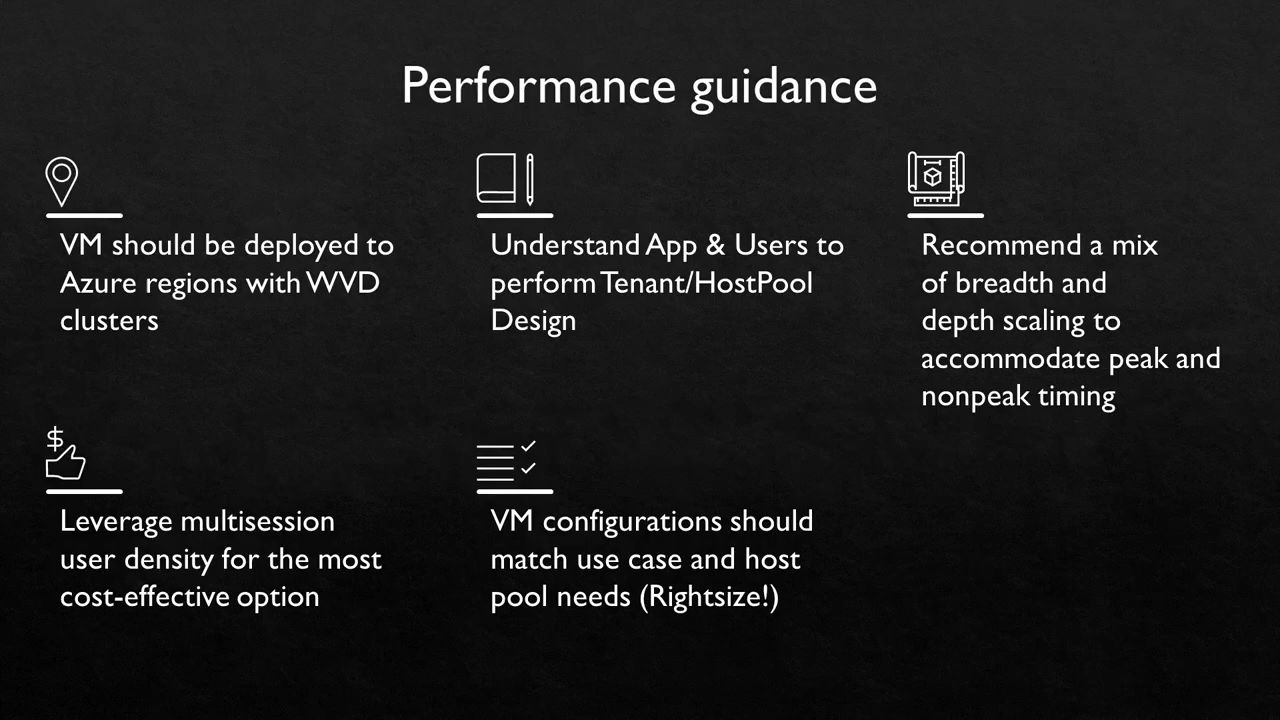 Performance guidance
VM should be deployed to
Azure regions with WVD
clusters
Understand App & Users to
perform Tenant/HostPool
Design
Recommend a mix
of breadth and
depth scaling to
accommodate peak and
nonpeak timing
$
Leverage multisession
user density for the most
cost-effective option
VM configurations should
match use case and host
pool needs (Rightsize!)